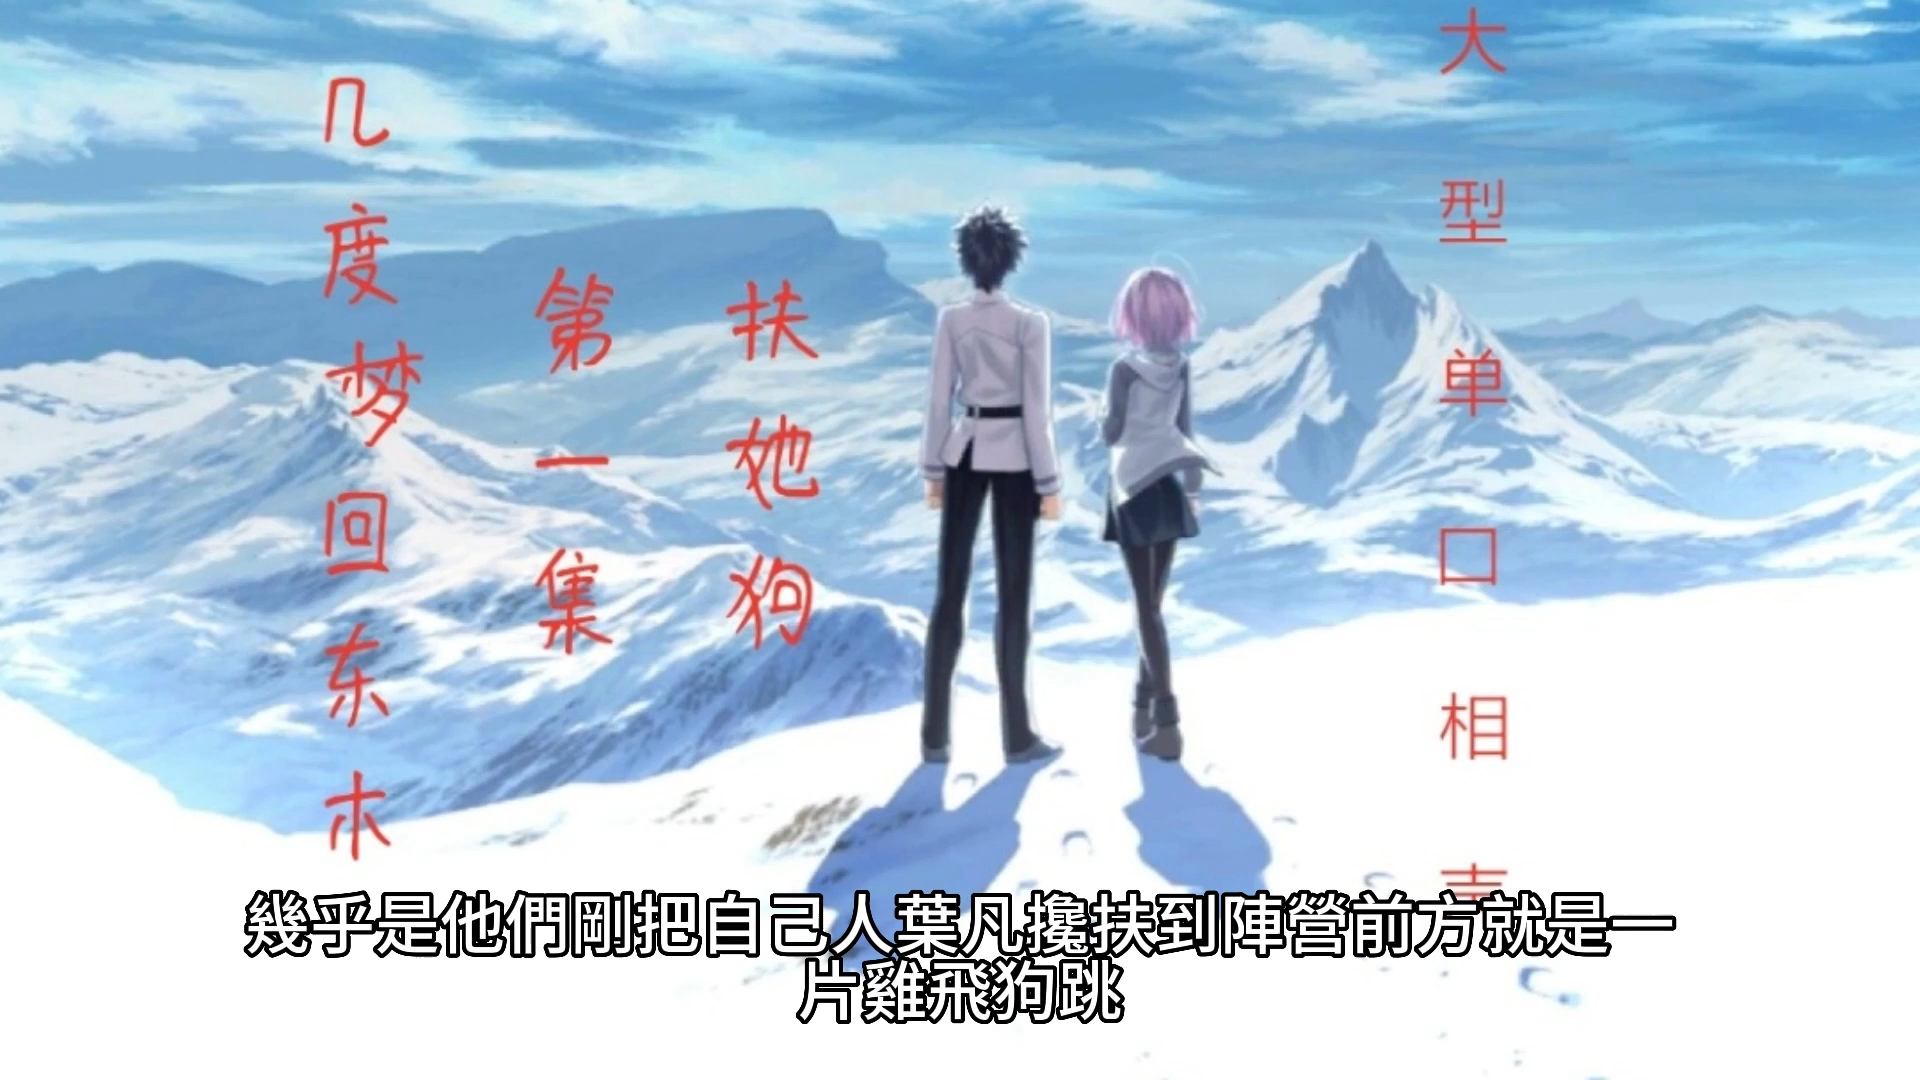 大型单口相声
扶她狗
第一集
几度梦回东木
幾乎是他們剛把自己人葉凡攙扶到陣營前方就是一
片雞飛狗跳